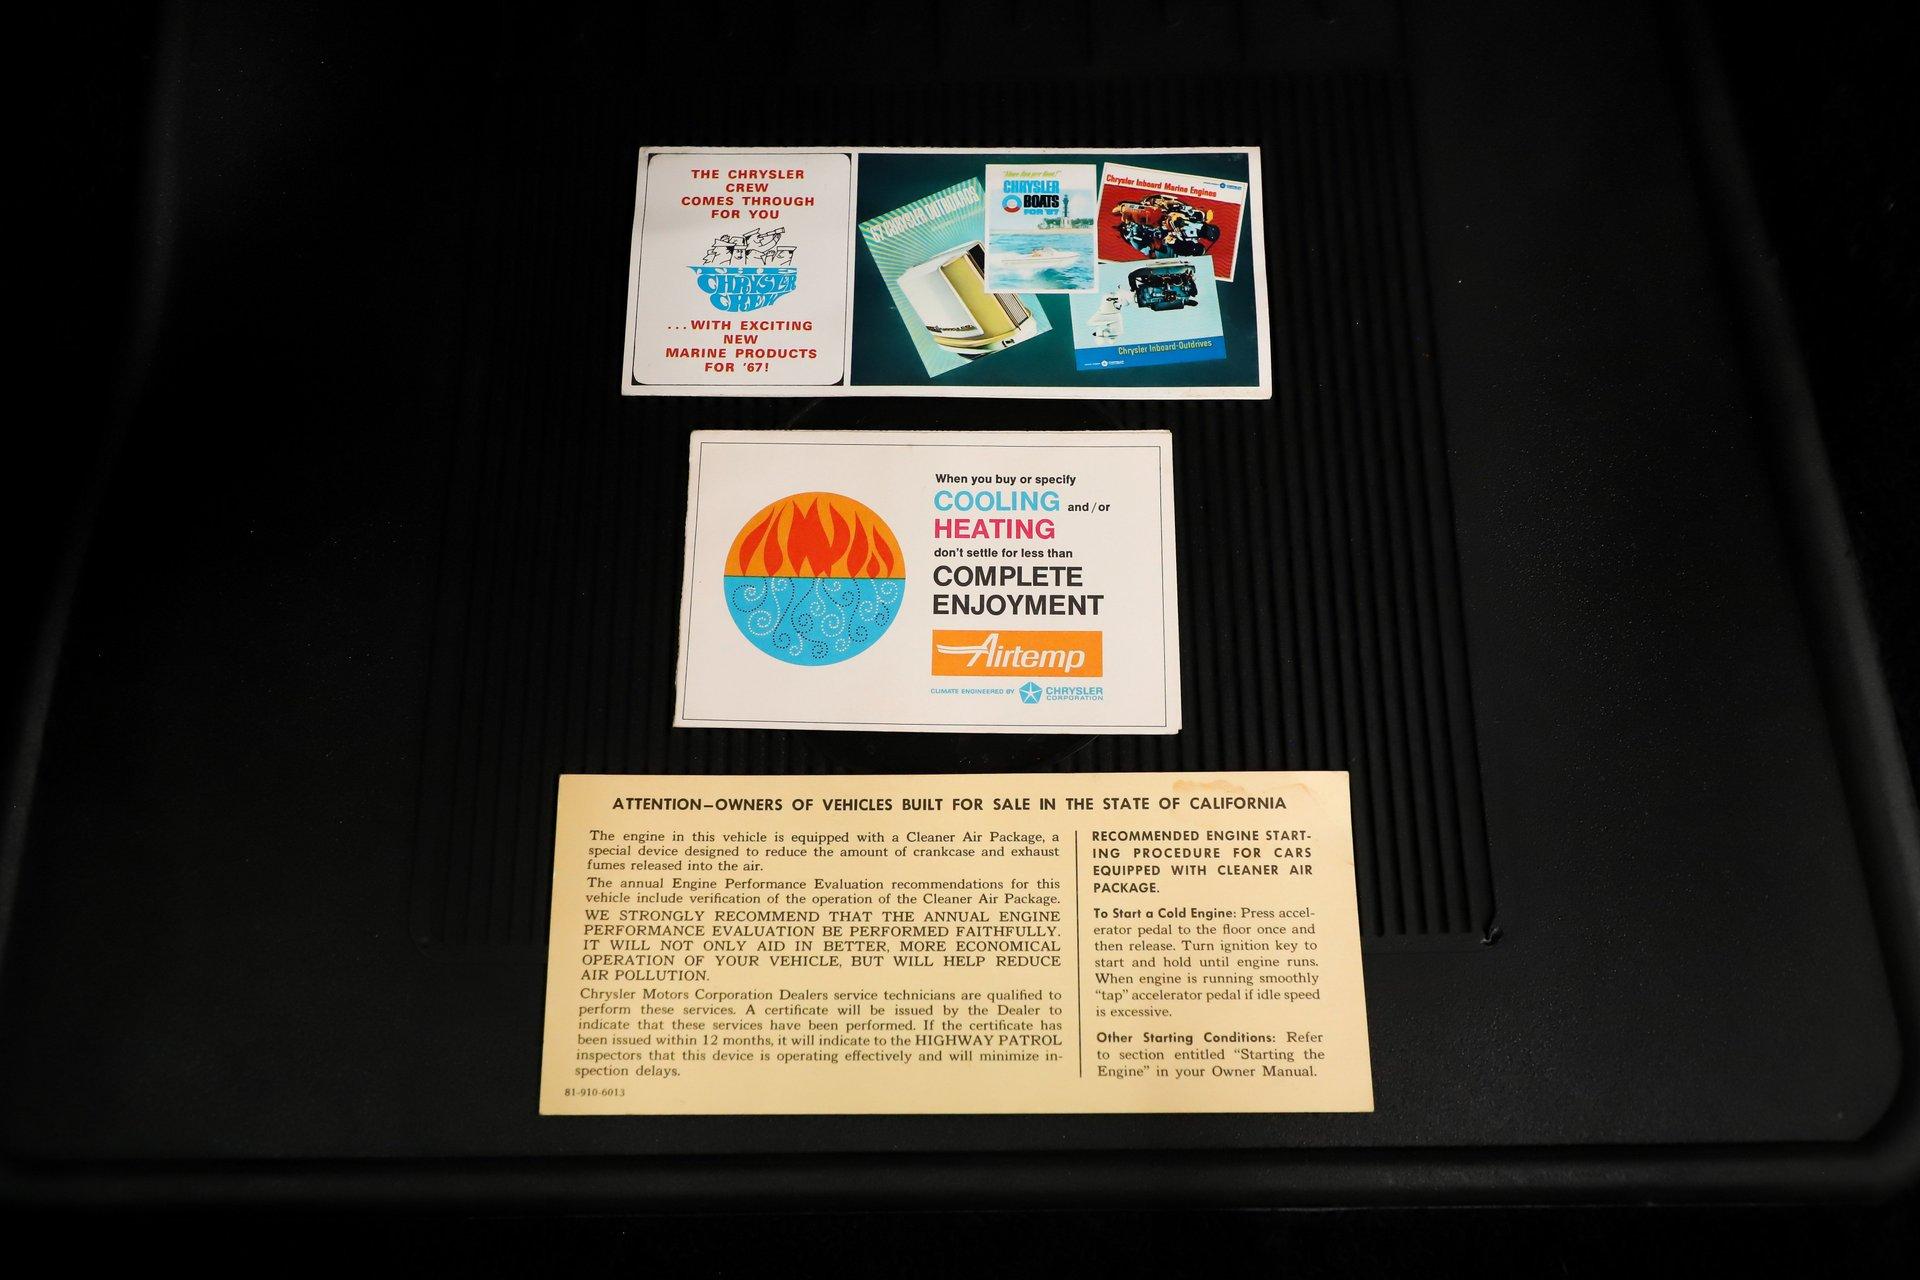 THE CHRYSLER
CREW
COMES THROUGH
FOR YOU
THE
CHRYSLER
CREW
...WITH EXCITING
NEW
MARINE PRODUCTS
FOR '67!
'67 CHRYSLER OUTBOARDS
CHRYSLER
BOATS
FOR '67
Chrysler Inboard Marine Engines
Chrysler Inboard-Outdrives
When you buy or specify
COOLING and/or
HEATING
don't settle for less than
COMPLETE
ENJOYMENT
Airtemp
CLIMATE ENGINEERED BY CHRYSLER
CORPORATION
ATTENTION—OWNERS OF VEHICLES BUILT FOR SALE IN THE STATE OF CALIFORNIA
The engine in this vehicle is equipped with a Cleaner Air Package, a
special device designed to reduce the amount of crankcase and exhaust
fumes released into the air.
The annual Engine Performance Evaluation recommendations for this
vehicle include verification of the operation of the Cleaner Air Package.
WE STRONGLY RECOMMEND THAT THE ANNUAL ENGINE
PERFORMANCE EVALUATION BE PERFORMED FAITHFULLY.
IT WILL NOT ONLY AID IN BETTER, MORE ECONOMICAL
OPERATION OF YOUR VEHICLE, BUT WILL HELP REDUCE
AIR POLLUTION.
Chrysler Motors Corporation Dealers service technicians are qualified to
perform these services. A certificate will be issued by the Dealer to
indicate that these services have been performed. If the certificate has
been issued within 12 months, it will indicate to the HIGHWAY PATROL
inspectors that this device is operating effectively and will minimize in-
spection delays.
81-910-6013
RECOMMENDED ENGINE START-
ING PROCEDURE FOR CARS
EQUIPPED WITH CLEANER AIR
PACKAGE.
To Start a Cold Engine: Press accel-
erator pedal to the floor once and
then release. Turn ignition key to
start and hold until engine runs.
When engine is running smoothly
"tap" accelerator pedal if idle speed
is excessive.
Other Starting Conditions: Refer
to section entitled "Starting the
Engine" in your Owner Manual.